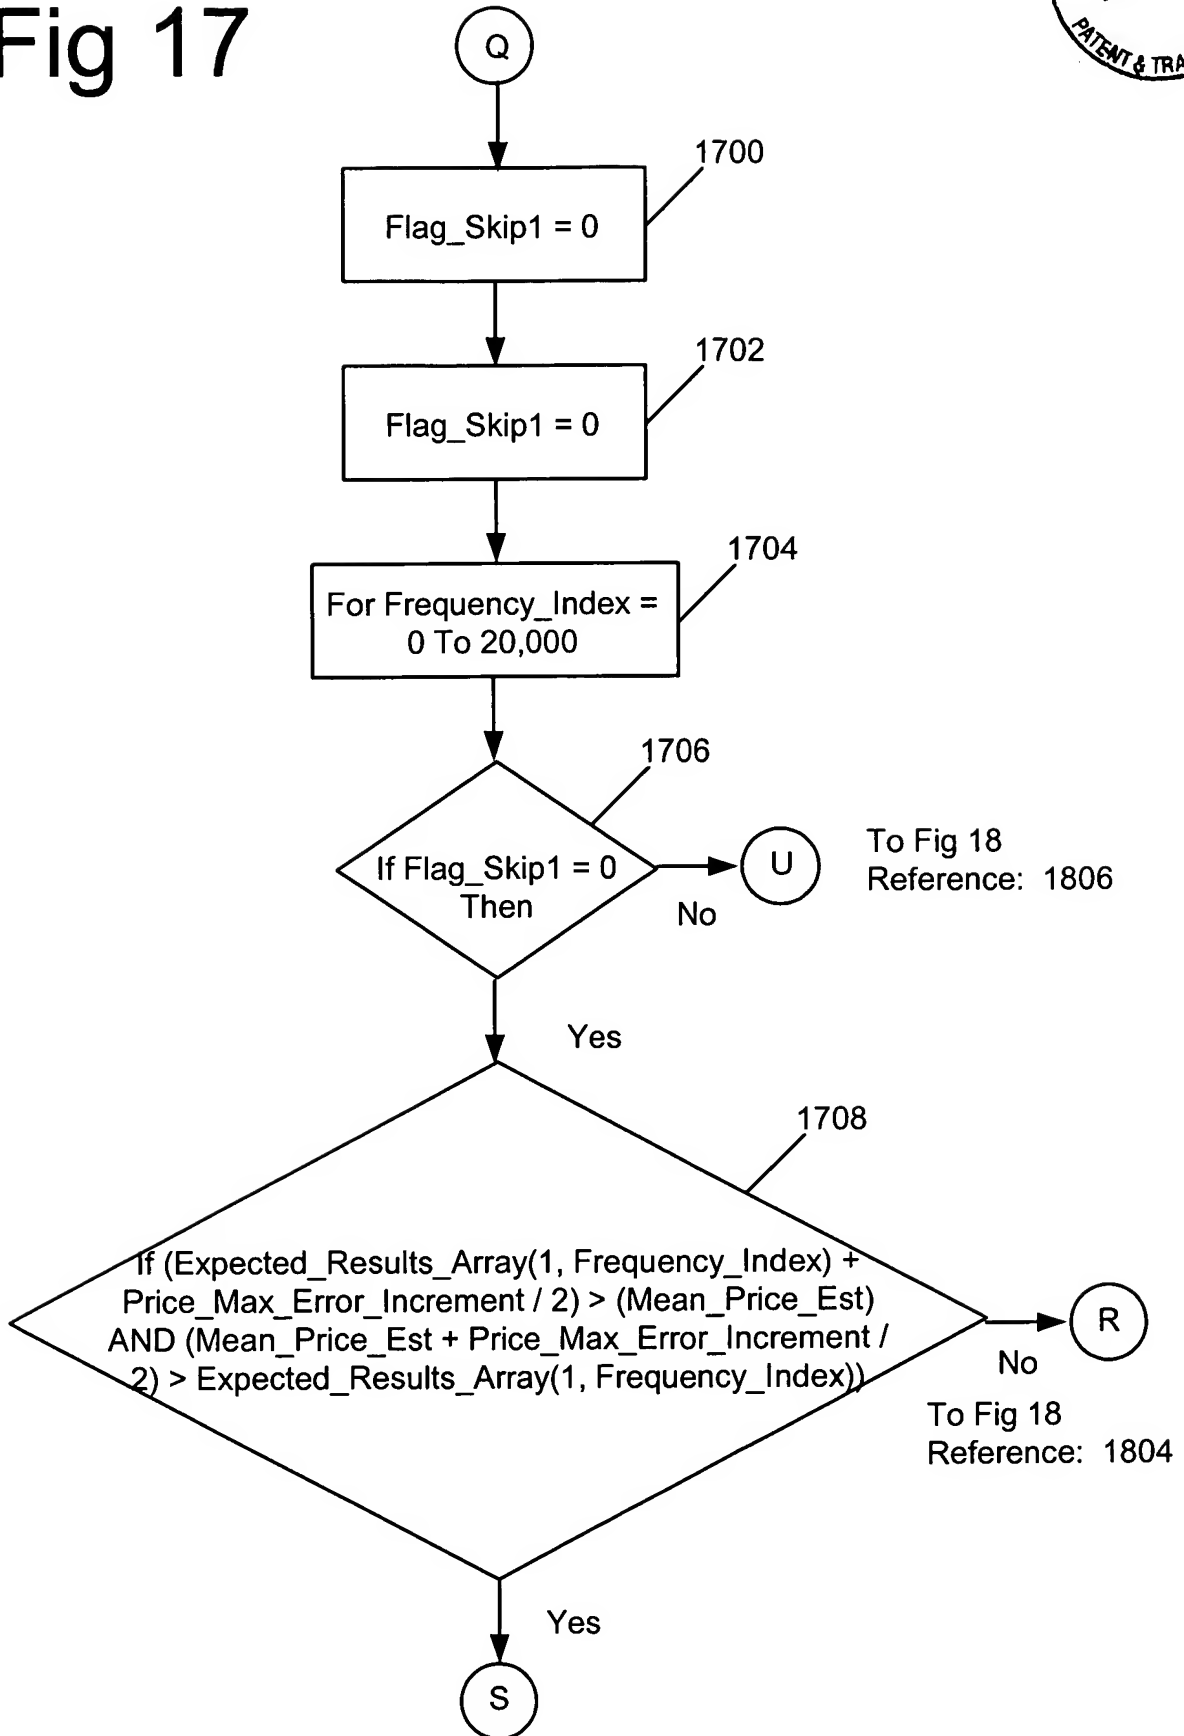 Fig 17
Q
PATENT & TRA
1700
Flag_Skip1 = 0
1702
Flag_Skip1 = 0
1704
For Frequency_Index =
0 To 20,000
1706
If Flag_Skip1 = 0
Then
U
No
To Fig 18
Reference: 1806
Yes
1708
If (Expected_Results_Array(1, Frequency_Index) +
Price_Max_Error_Increment / 2) > (Mean_Price_Est)
AND (Mean_Price_Est + Price_Max_Error_Increment /
2) > Expected_Results_Array(1, Frequency_Index))
R
No
To Fig 18
Reference: 1804
Yes
S